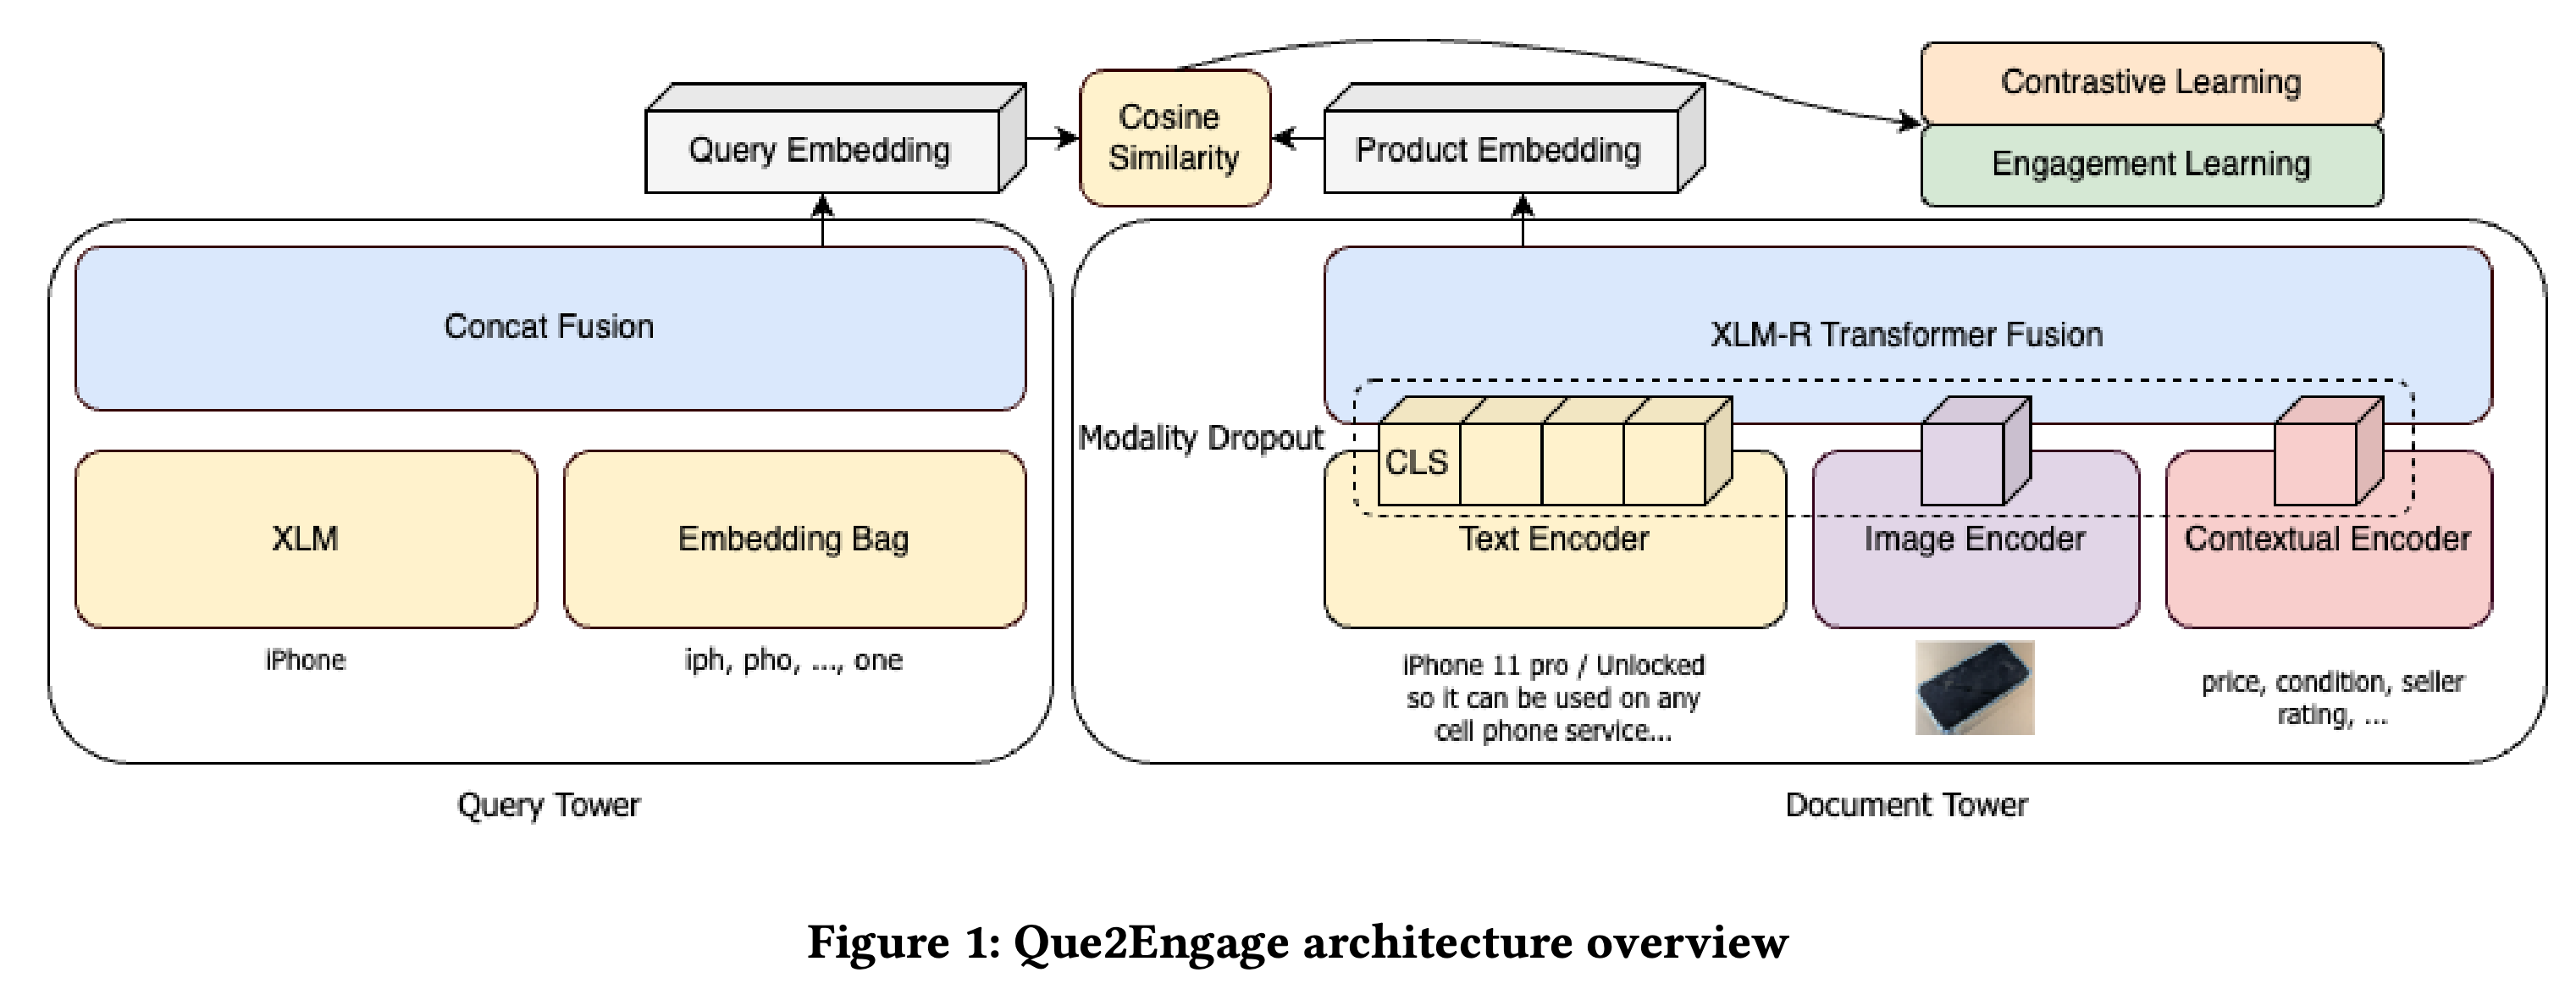 Query Embedding
Cosine
Similarity
Product Embedding
Contrastive Learning
Engagement Learning
Concat Fusion
XLM
Embedding Bag
iPhone
iph, pho, ..., one
Query Tower
XLM-R Transformer Fusion
Modality Dropout
CLS
Text Encoder
Image Encoder
Contextual Encoder
iPhone 11 pro / Unlocked
so it can be used on any
cell phone service...
price, condition, seller
rating, ...
Document Tower
Figure 1: Que2Engage architecture overview